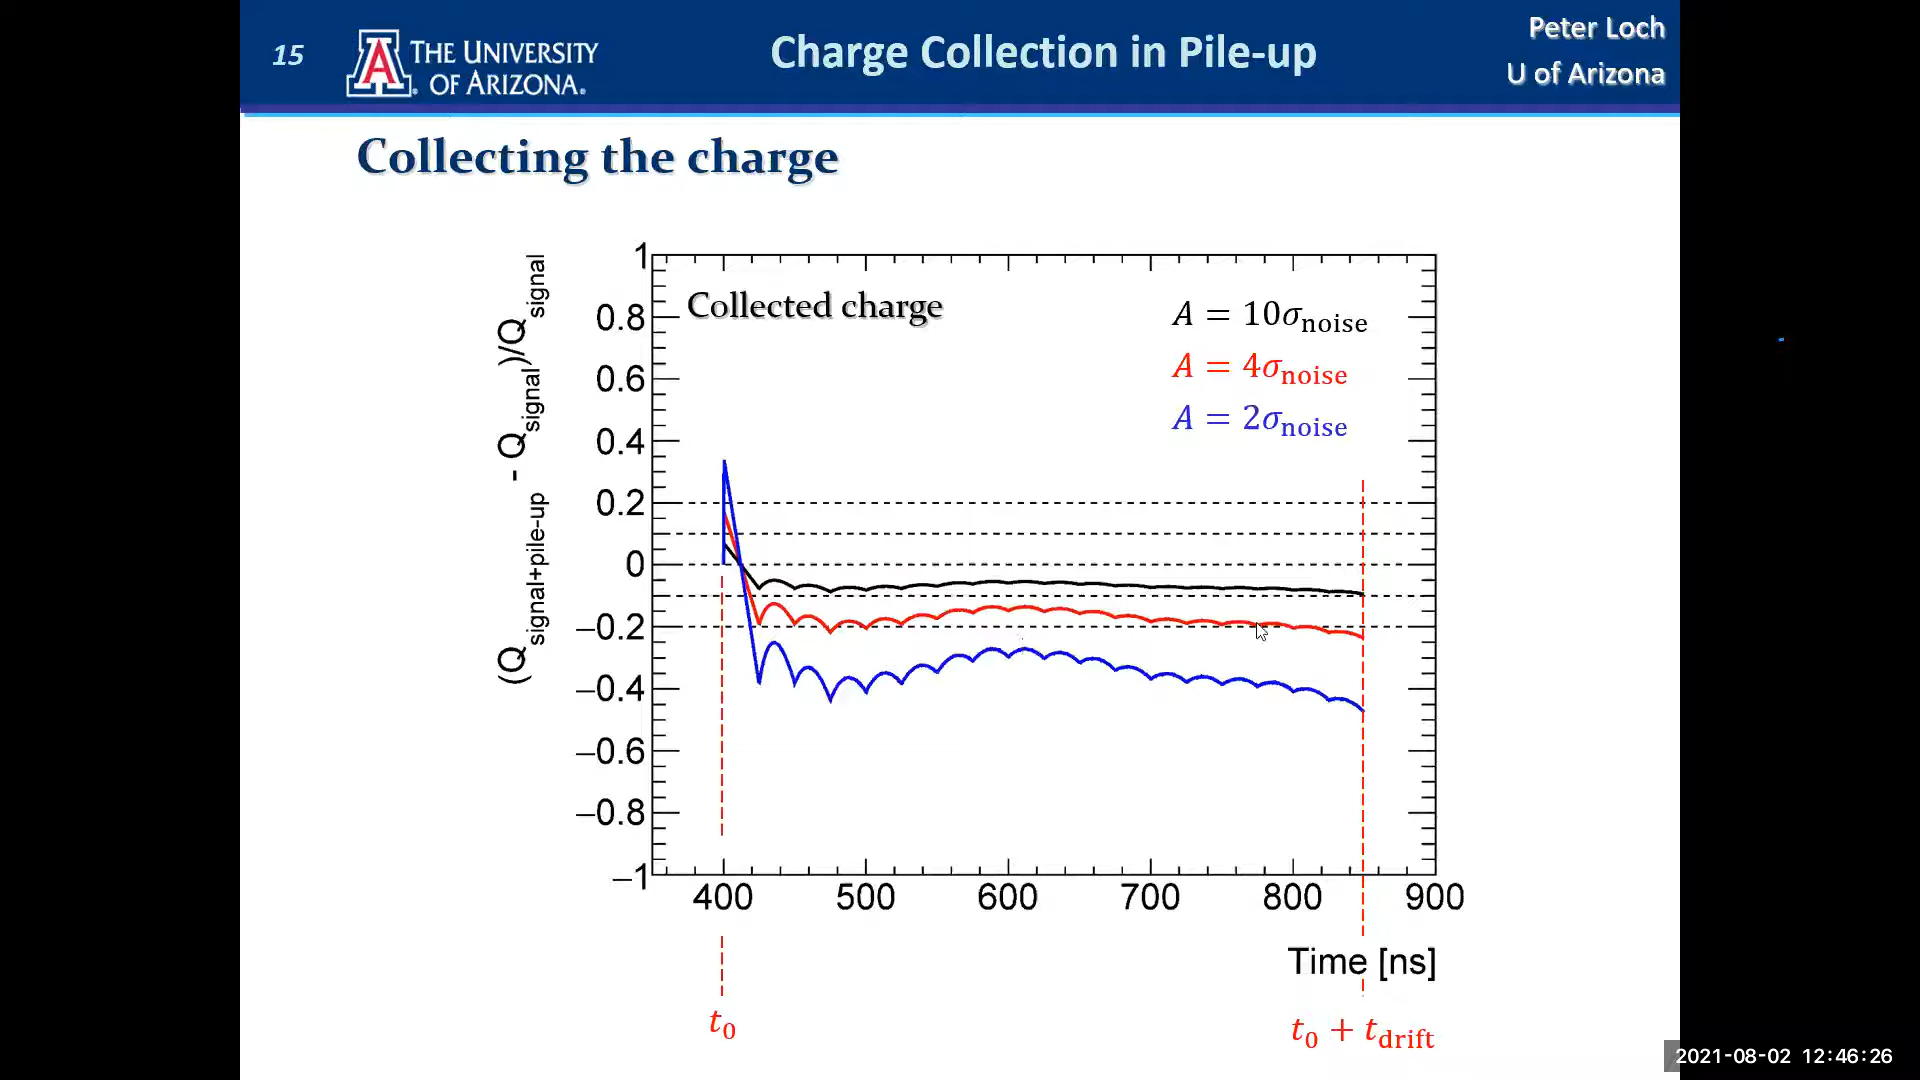 15
THE UNIVERSITY
OF ARIZONA.
Charge Collection in Pile-up
Peter Loch
U of Arizona
Collecting the charge
(Qsignal+pile-up - Qsignal)/Qsignal
Collected charge
A = 10σnoise
A = 4σnoise
A = 2σnoise
1
0.8
0.6
0.4
0.2
0
−0.2
−0.4
−0.6
−0.8
−1
400 500 600 700 800 900
Time [ns]
t0
t0 + tdrift
2021-08-02 12:46:26